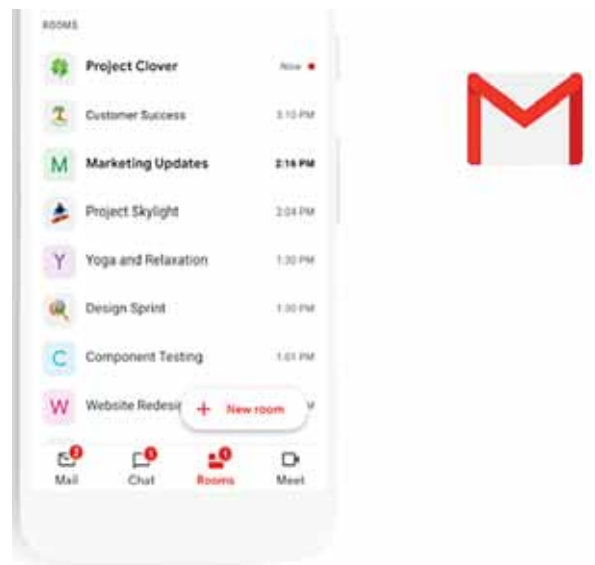 ROOMS
Project Clover Now
Customer Success 3:10 PM
M Marketing Updates 2:16 PM
Project Skylight 2:04 PM
Y Yoga and Relaxation 1:30 PM
Design Sprint 1:30 PM
C Component Testing 1:01 PM
W Website Redesi
+ New room
Mail Chat Rooms Meet